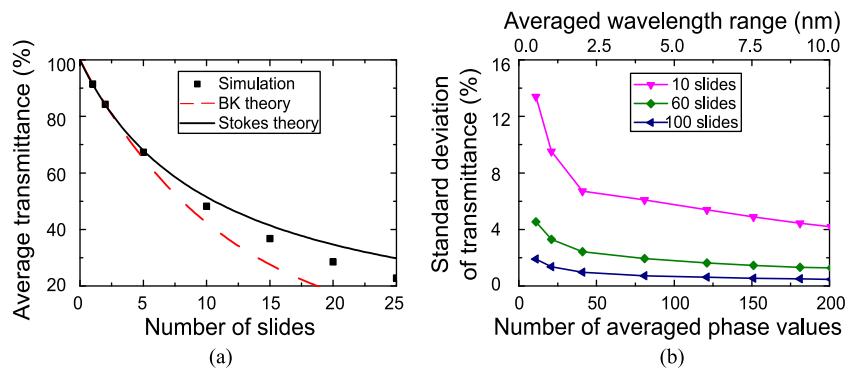 100
80
60
40
20
0
5
10
15
20
25
Average transmittance (%)
Number of slides
Simulation
BK theory
Stokes theory
(a)
Averaged wavelength range (nm)
0.0
2.5
5.0
7.5
10.0
16
12
8
4
0
0
50
100
150
200
Standard deviation
of transmittance (%)
10 slides
60 slides
100 slides
Number of averaged phase values
(b)